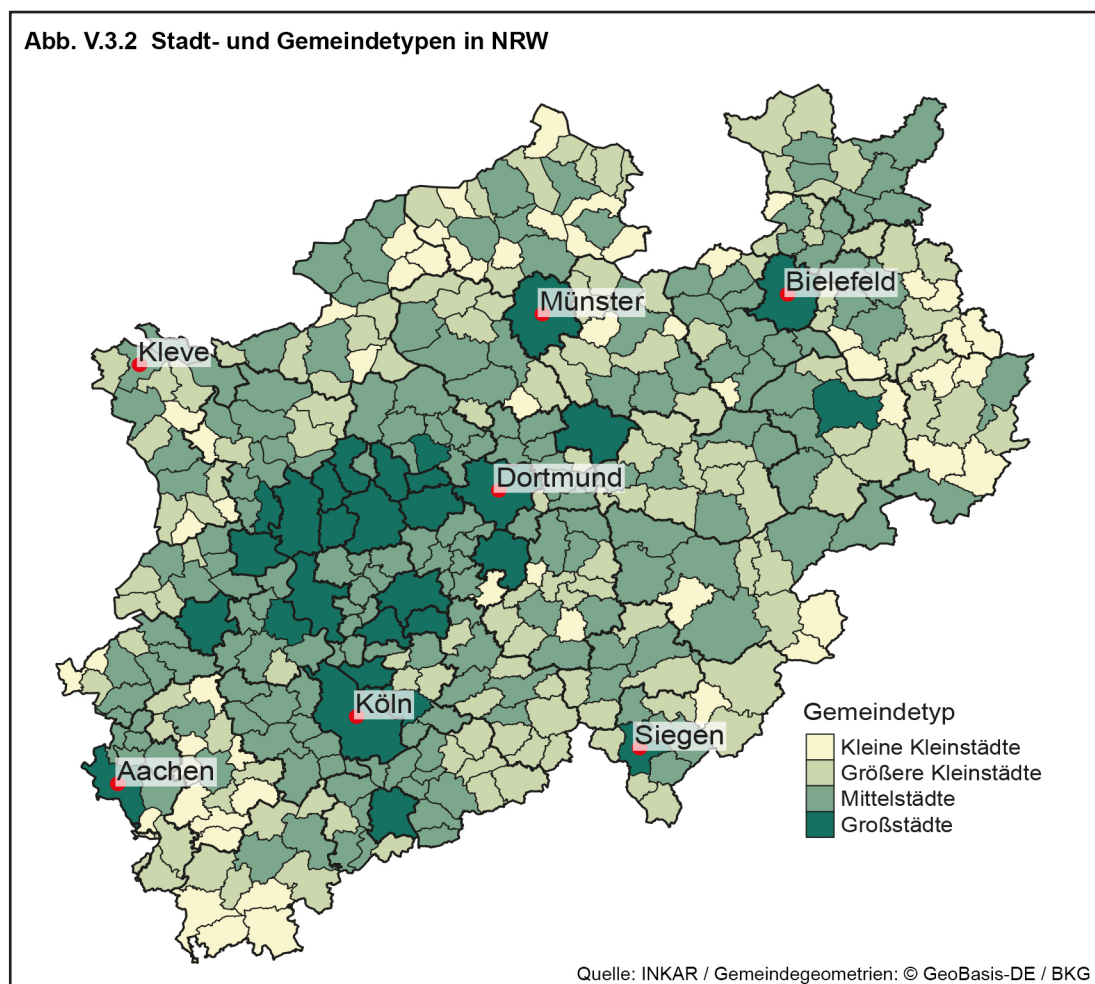 Abb. V.3.2 Stadt- und Gemeindetypen in NRW
Bielefeld
Münster
Kleve
Dortmund
Köln
Siegen
Aachen
Gemeindetyp
Kleine Kleinstädte
Größere Kleinstädte
Mittelstädte
Großstädte
Quelle: INKAR / Gemeindegeometrien: © GeoBasis-DE / BKG